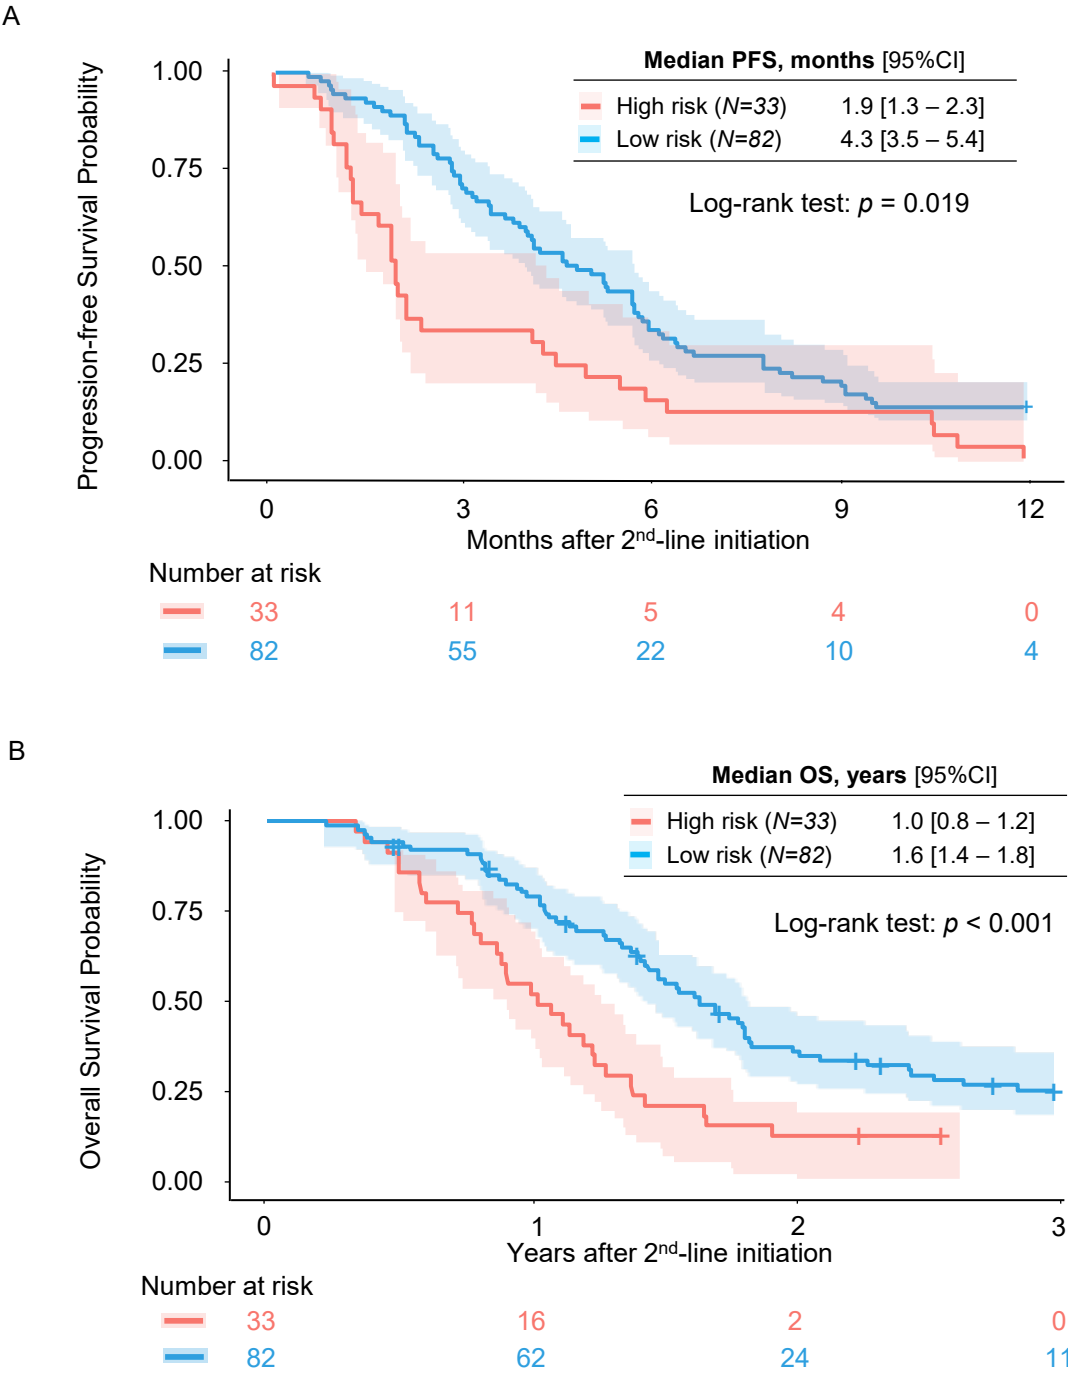 A
Median PFS, months [95%CI]
High risk (N=33) 1.9 [1.3 – 2.3]
Low risk (N=82) 4.3 [3.5 – 5.4]
Log-rank test: p = 0.019
Progression-free Survival Probability
1.00
0.75
0.50
0.25
0.00
0 3 6 9 12
Months after 2nd-line initiation
Number at risk
33 11 5 4 0
82 55 22 10 4
B
Median OS, years [95%CI]
High risk (N=33) 1.0 [0.8 – 1.2]
Low risk (N=82) 1.6 [1.4 – 1.8]
Log-rank test: p < 0.001
Overall Survival Probability
1.00
0.75
0.50
0.25
0.00
0 1 2 3
Years after 2nd-line initiation
Number at risk
33 16 2 0
82 62 24 11